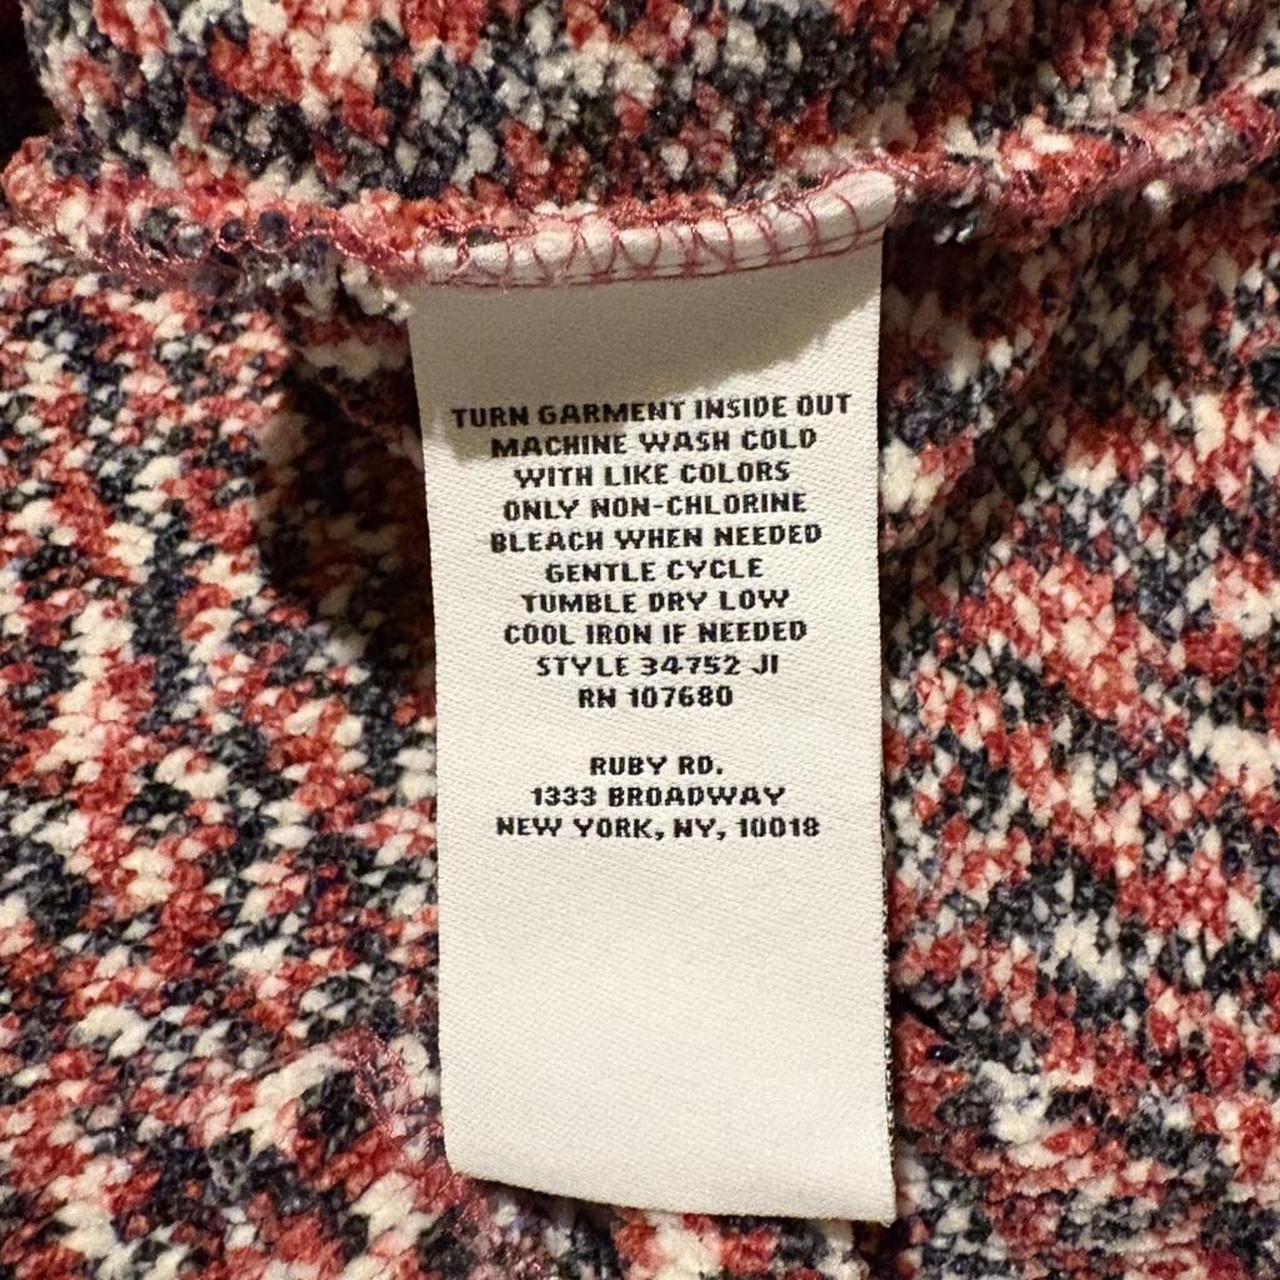 TURN GARMENT INSIDE OUT
MACHINE WASH COLD
WITH LIKE COLORS
ONLY NON-CHLORINE
BLEACH WHEN NEEDED
GENTLE CYCLE
TUMBLE DRY LOW
COOL IRON IF NEEDED
STYLE 34752 JI
RN 107680
RUBY RD.
1333 BROADWAY
NEW YORK, NY, 10018